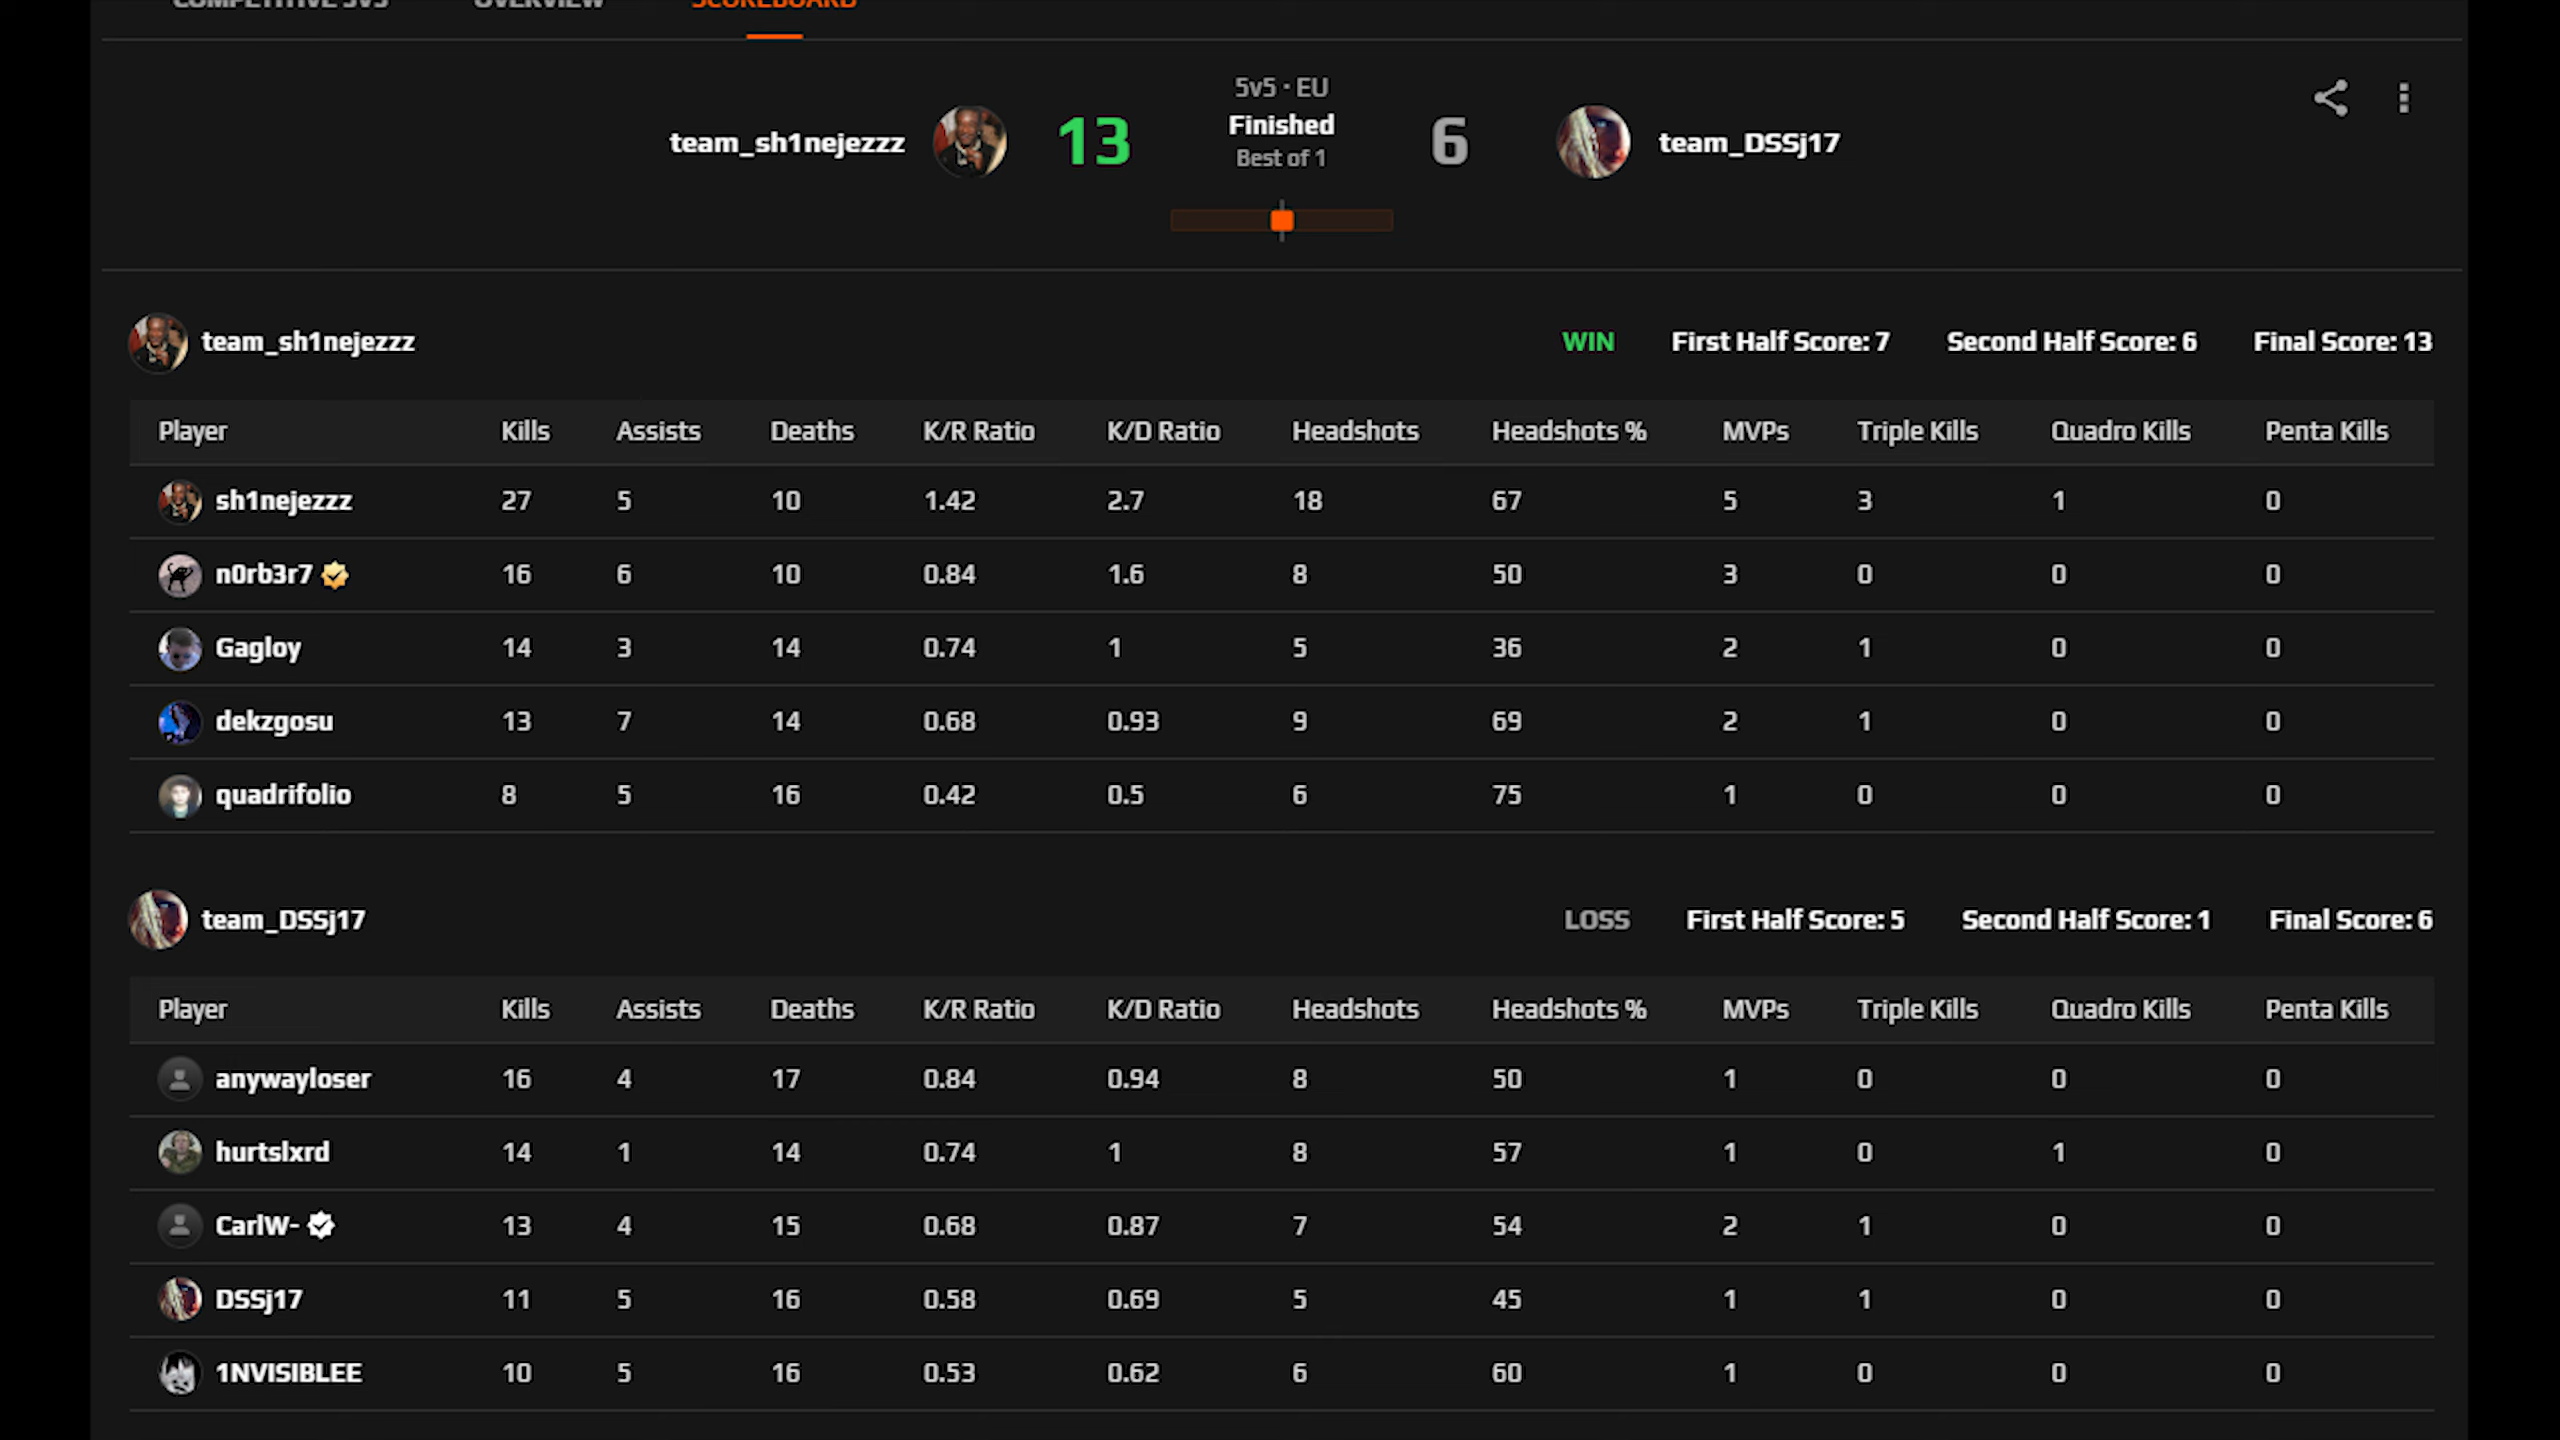 COMPETITIVE 5V5 OVERVIEW SCOREBOARD
5v5 · EU
team_sh1nejezzz 13 Finished 6 team_DSSj17
Best of 1
team_sh1nejezzz WIN First Half Score: 7 Second Half Score: 6 Final Score: 13
Player Kills Assists Deaths K/R Ratio K/D Ratio Headshots Headshots % MVPs Triple Kills Quadro Kills Penta Kills
sh1nejezzz 27 5 10 1.42 2.7 18 67 5 3 1 0
n0rb3r7 16 6 10 0.84 1.6 8 50 3 0 0 0
Gagloy 14 3 14 0.74 1 5 36 2 1 0 0
dekzgosu 13 7 14 0.68 0.93 9 69 2 1 0 0
quadrifolio 8 5 16 0.42 0.5 6 75 1 0 0 0
team_DSSj17 LOSS First Half Score: 5 Second Half Score: 1 Final Score: 6
Player Kills Assists Deaths K/R Ratio K/D Ratio Headshots Headshots % MVPs Triple Kills Quadro Kills Penta Kills
anywayloser 16 4 17 0.84 0.94 8 50 1 0 0 0
hurtslxrd 14 1 14 0.74 1 8 57 1 0 1 0
CarlW- 13 4 15 0.68 0.87 7 54 2 1 0 0
DSSj17 11 5 16 0.58 0.69 5 45 1 1 0 0
1NVISIBLEE 10 5 16 0.53 0.62 6 60 1 0 0 0